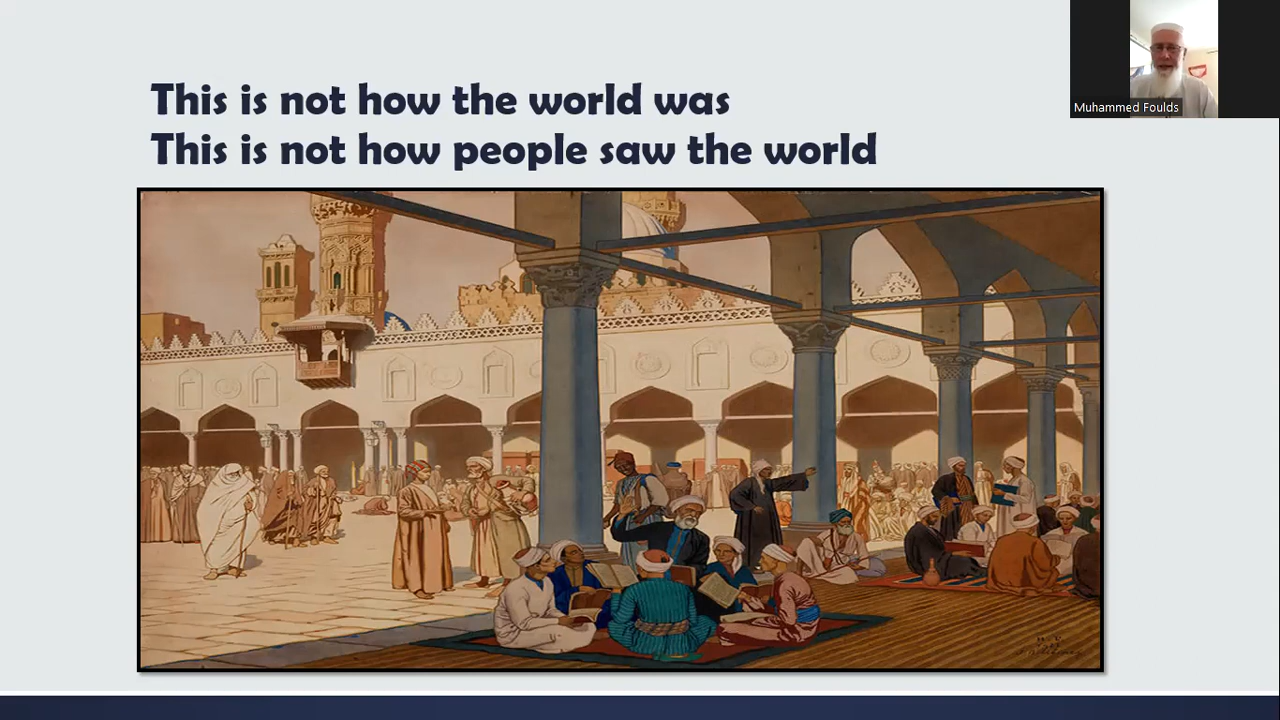 This is not how the world was
This is not how people saw the world
Muhammed Foulds